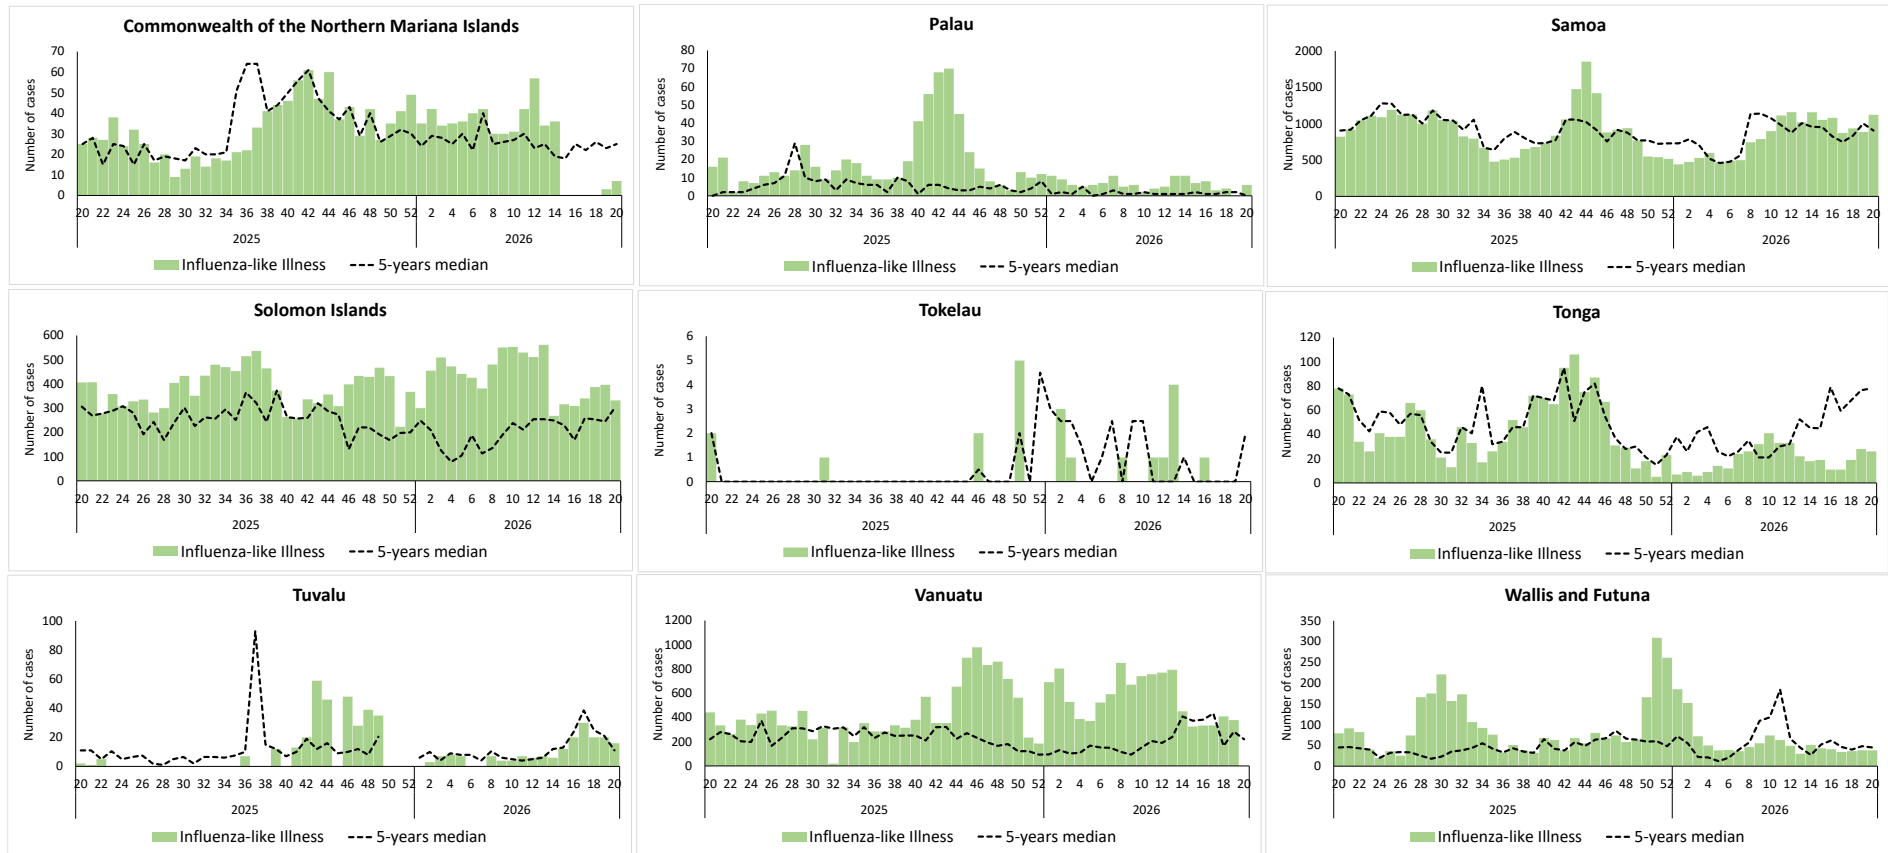 Commonwealth of the Northern Mariana Islands
Number of cases
70
60
50
40
30
20
10
0
20 22 24 26 28 30 32 34 36 38 40 42 44 46 48 50 52 2 4 6 8 10 12 14 16 18 20
2025 2026
Influenza-like Illness 5-years median
Palau
Number of cases
80
70
60
50
40
30
20
10
0
20 22 24 26 28 30 32 34 36 38 40 42 44 46 48 50 52 2 4 6 8 10 12 14 16 18 20
2025 2026
Influenza-like Illness 5-years median
Samoa
Number of cases
2000
1500
1000
500
0
20 22 24 26 28 30 32 34 36 38 40 42 44 46 48 50 52 2 4 6 8 10 12 14 16 18 20
2025 2026
Influenza-like Illness 5-years median
Solomon Islands
Number of cases
600
500
400
300
200
100
0
20 22 24 26 28 30 32 34 36 38 40 42 44 46 48 50 52 2 4 6 8 10 12 14 16 18 20
2025 2026
Influenza-like Illness 5-years median
Tokelau
Number of cases
6
5
4
3
2
1
0
20 22 24 26 28 30 32 34 36 38 40 42 44 46 48 50 52 2 4 6 8 10 12 14 16 18 20
2025 2026
Influenza-like Illness 5-years median
Tonga
Number of cases
120
100
80
60
40
20
0
20 22 24 26 28 30 32 34 36 38 40 42 44 46 48 50 52 2 4 6 8 10 12 14 16 18 20
2025 2026
Influenza-like Illness 5-years median
Tuvalu
Number of cases
100
80
60
40
20
0
20 22 24 26 28 30 32 34 36 38 40 42 44 46 48 50 52 2 4 6 8 10 12 14 16 18 20
2025 2026
Influenza-like Illness 5-years median
Vanuatu
Number of cases
1200
1000
800
600
400
200
0
20 22 24 26 28 30 32 34 36 38 40 42 44 46 48 50 52 2 4 6 8 10 12 14 16 18 20
2025 2026
Influenza-like Illness 5-years median
Wallis and Futuna
Number of cases
350
300
250
200
150
100
50
0
20 22 24 26 28 30 32 34 36 38 40 42 44 46 48 50 52 2 4 6 8 10 12 14 16 18 20
2025 2026
Influenza-like Illness 5-years median